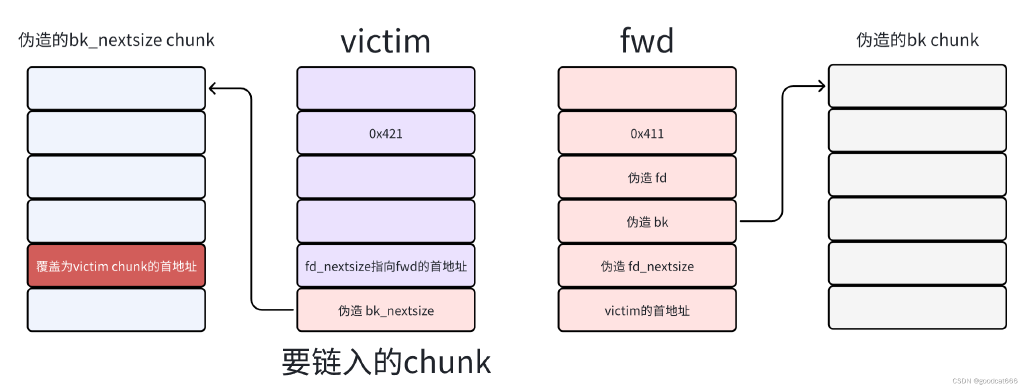 伪造的bk_nextsize chunk
victim
fwd
伪造的bk chunk
0x421
0x411
伪造 fd
伪造 bk
覆盖为victim chunk的首地址
fd_nextsize指向fwd的首地址
伪造 fd_nextsize
伪造 bk_nextsize
victim的首地址
要链入的chunk
CSDN @goodcat666